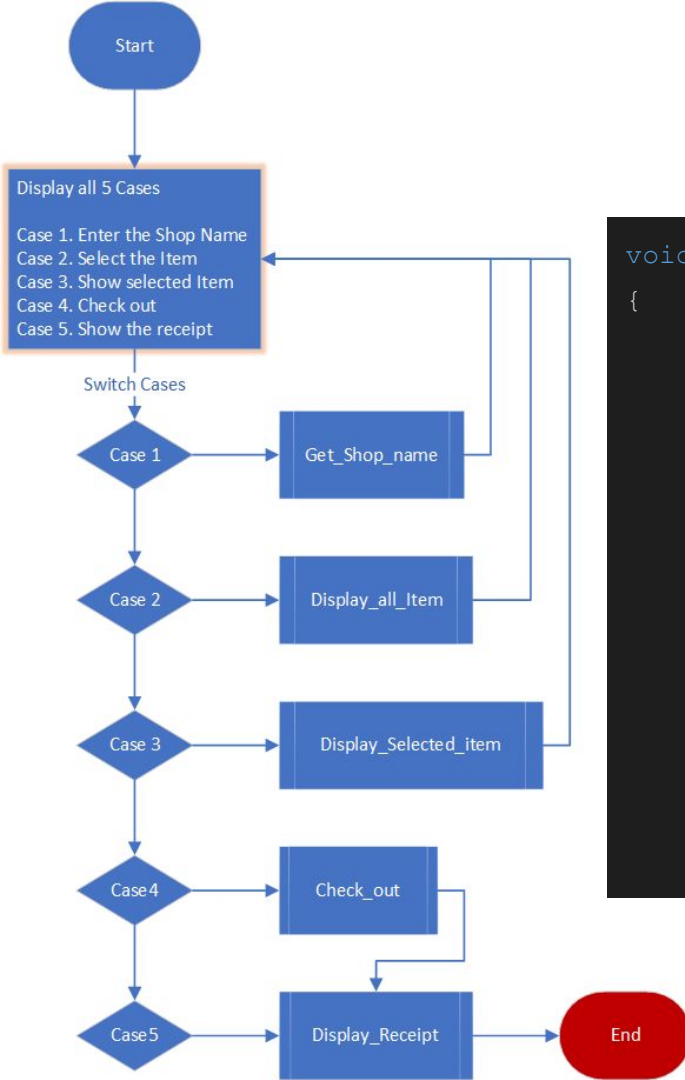 Start
Display all 5 Cases
Case 1. Enter the Shop Name
Case 2. Select the Item
Case 3. Show selected Item
Case 4. Check out
Case 5. Show the receipt
Switch Cases
Case 1
Get_Shop_name
Case 2
Display_all_Item
Case 3
Display_Selected_item
Case4
Check_out
Case5
Display_Receipt
End
{